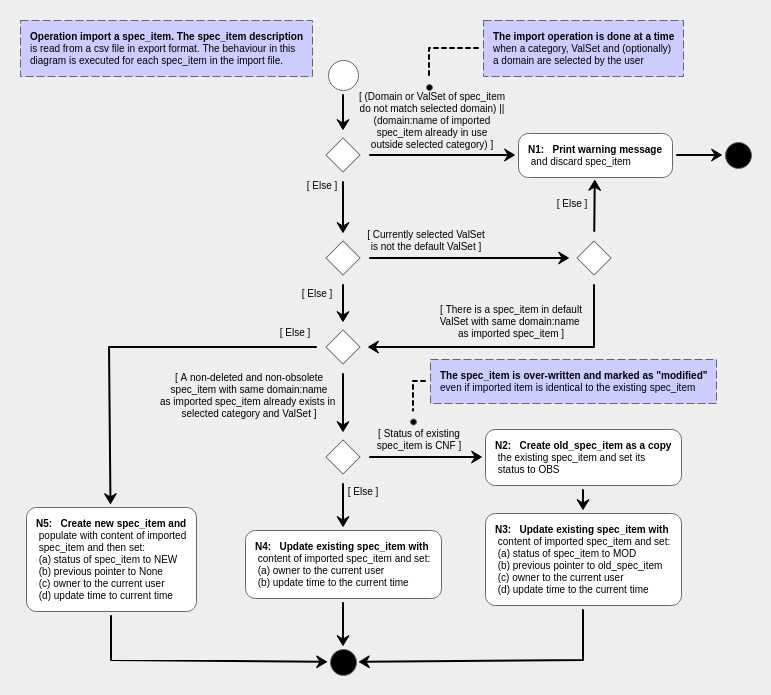 Operation import a spec_item. The spec_item description
is read from a csv file in export format. The behaviour in this
diagram is executed for each spec_item in the import file.
The import operation is done at a time
when a category, ValSet and (optionally)
a domain are selected by the user
[ (Domain or ValSet of spec_item
do not match selected domain) ||
(domain:name of imported
spec_item already in use
outside selected category) ]
N1: Print warning message
and discard spec_item
[ Else ]
[ Else ]
[ Currently selected ValSet
is not the default ValSet ]
[ Else ]
[ There is a spec_item in default
ValSet with same domain:name
as imported spec_item ]
[ Else ]
[ A non-deleted and non-obsolete
spec_item with same domain:name
as imported spec_item already exists in
selected category and ValSet ]
The spec_item is over-written and marked as "modified"
even if imported item is identical to the existing spec_item
[ Status of existing
spec_item is CNF ]
N2: Create old_spec_item as a copy
the existing spec_item and set its
status to OBS
[ Else ]
N5: Create new spec_item and
populate with content of imported
spec_item and then set:
(a) status of spec_item to NEW
(b) previous pointer to None
(c) owner to the current user
(d) update time to current time
N4: Update existing spec_item with
content of imported spec_item and set:
(a) owner to the current user
(b) update time to the current time
N3: Update existing spec_item with
content of imported spec_item and set:
(a) status of spec_item to MOD
(b) previous pointer to old_spec_item
(c) owner to the current user
(d) update time to the current time